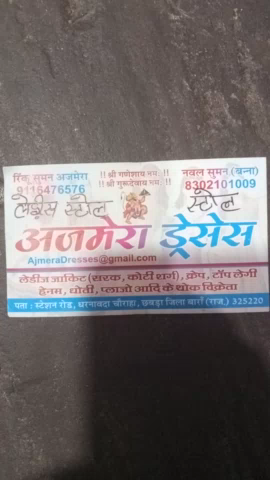 रिंकू सुमन अजमेरा !! श्री गणेशाय नमः !! नवल सुमन (बन्ना)
9116476576 !! श्री गुरुदेवाय नमः !! 8302101009
लेडीस स्टोल स्टोल
अजमेरा ड्रेसेस
AjmeraDresses@gmail.com
लेडीज जाकिट (सरक, कोटी शर्ग), क्रेप, टॉप लेगी
हेनम, धोती, प्लाजो आदि के थोक विक्रेता
पता : स्टेशन रोड, धरनावदा चौराहा, छबड़ा जिला बाराँ (राज.) 325220